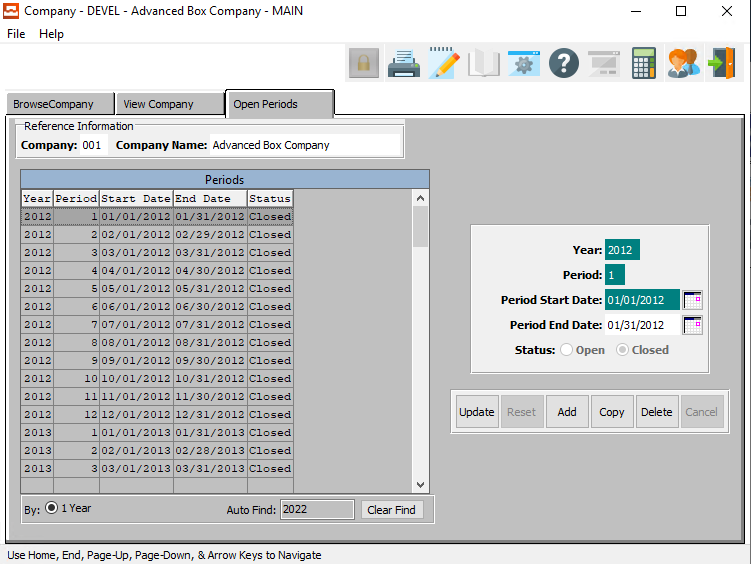 Company - DEVEL - Advanced Box Company - MAIN
File Help
BrowseCompany View Company Open Periods
Reference Information
Company: 001 Company Name: Advanced Box Company
Periods
Year Period Start Date End Date Status
2012 1 01/01/2012 01/31/2012 Closed
2012 2 02/01/2012 02/29/2012 Closed
2012 3 03/01/2012 03/31/2012 Closed
2012 4 04/01/2012 04/30/2012 Closed
2012 5 05/01/2012 05/31/2012 Closed
2012 6 06/01/2012 06/30/2012 Closed
2012 7 07/01/2012 07/31/2012 Closed
2012 8 08/01/2012 08/31/2012 Closed
2012 9 09/01/2012 09/30/2012 Closed
2012 10 10/01/2012 10/31/2012 Closed
2012 11 11/01/2012 11/30/2012 Closed
2012 12 12/01/2012 12/31/2012 Closed
2013 1 01/01/2013 01/31/2013 Closed
2013 2 02/01/2013 02/28/2013 Closed
2013 3 03/01/2013 03/31/2013 Closed
By: 1 Year Auto Find: 2022 Clear Find
Year: 2012
Period: 1
Period Start Date: 01/01/2012
Period End Date: 01/31/2012
Status: Open Closed
Update Reset Add Copy Delete Cancel
Use Home, End, Page-Up, Page-Down, & Arrow Keys to Navigate